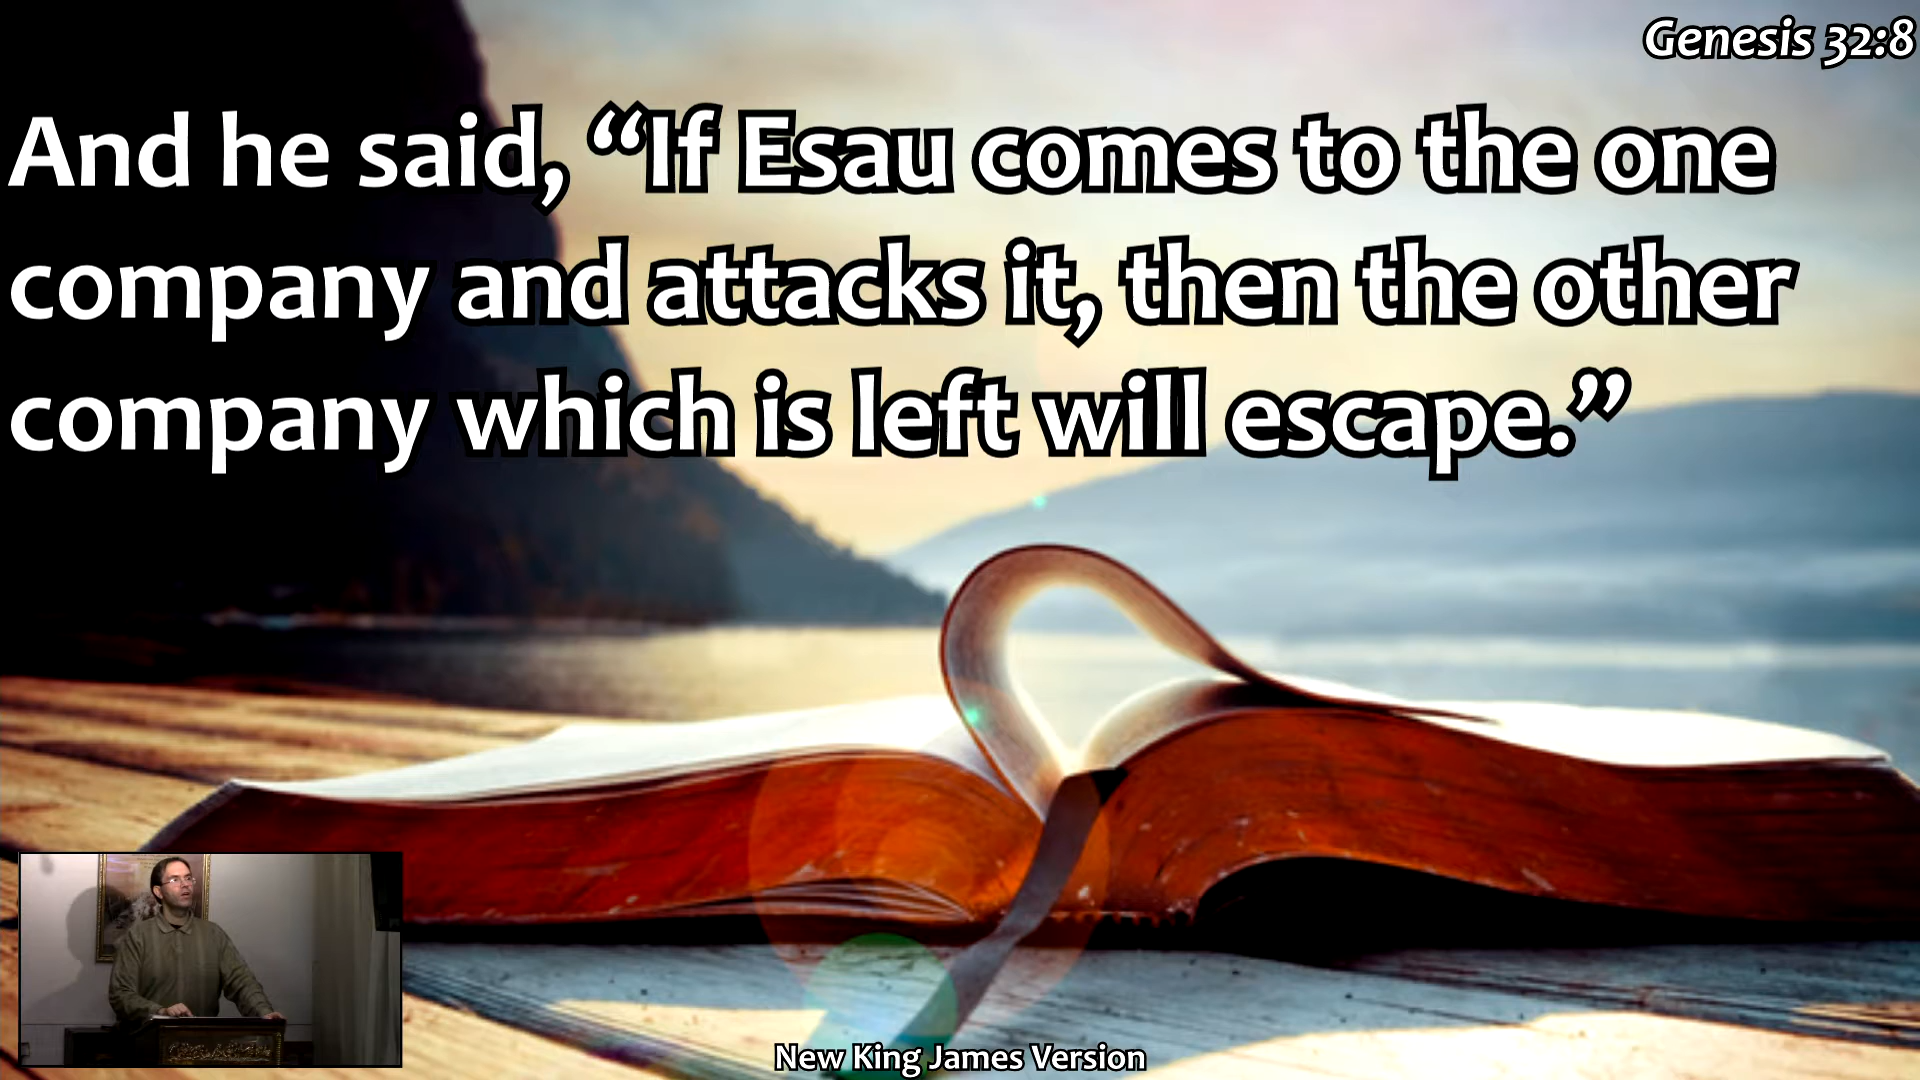 Genesis 32:8
And he said, “If Esau comes to the one
company and attacks it, then the other
company which is left will escape.”
New King James Version